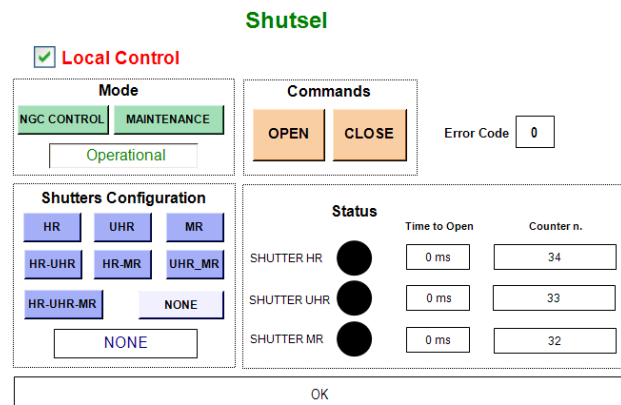 Shutsel
Local Control
Mode
NGC CONTROL MAINTENANCE
Operational
Commands
OPEN CLOSE
Error Code 0
Shutters Configuration
HR UHR MR
HR-UHR HR-MR UHR_MR
HR-UHR-MR NONE
NONE
Status
Time to Open Counter n.
SHUTTER HR 0 ms 34
SHUTTER UHR 0 ms 33
SHUTTER MR 0 ms 32
OK